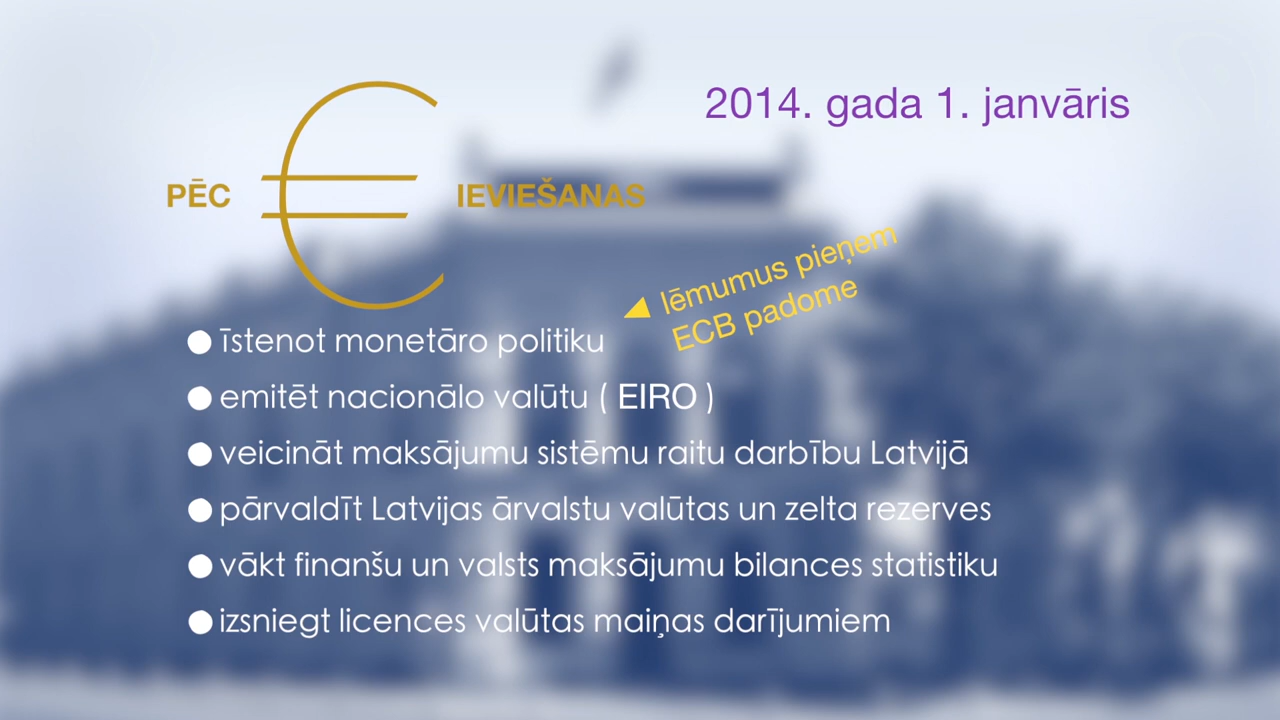 2014. gada 1. janvāris
PĒC € IEVIEŠANAS
lēmumus pieņem
ECB padome
● īstenot monetāro politiku
● emitēt nacionālo valūtu ( EIRO )
● veicināt maksājumu sistēmu raitu darbību Latvijā
● pārvaldīt Latvijas ārvalstu valūtas un zelta rezerves
● vākt finanšu un valsts maksājumu bilances statistiku
● izsniegt licences valūtas maiņas darījumiem